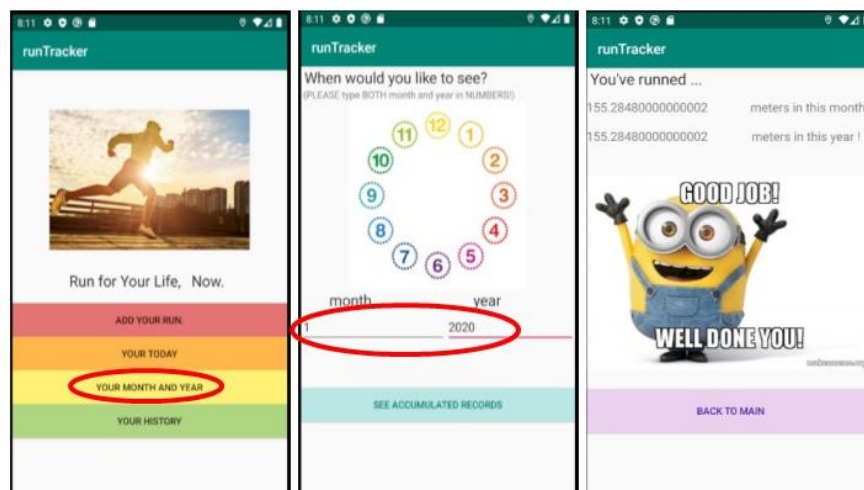 8:11
runTracker
Run for Your Life, Now.
ADD YOUR RUN.
YOUR TODAY
YOUR MONTH AND YEAR
YOUR HISTORY
8:11
runTracker
When would you like to see?
(PLEASE type BOTH month and year in NUMBERS!)
12
11
1
10
2
9
3
8
4
7
5
6
month year
1 2020
SEE ACCUMULATED RECORDS
8:11
runTracker
You've runned ...
155.28480000000002 meters in this month
155.28480000000002 meters in this year !
GOOD JOB!
WELL DONE YOU!
BACK TO MAIN